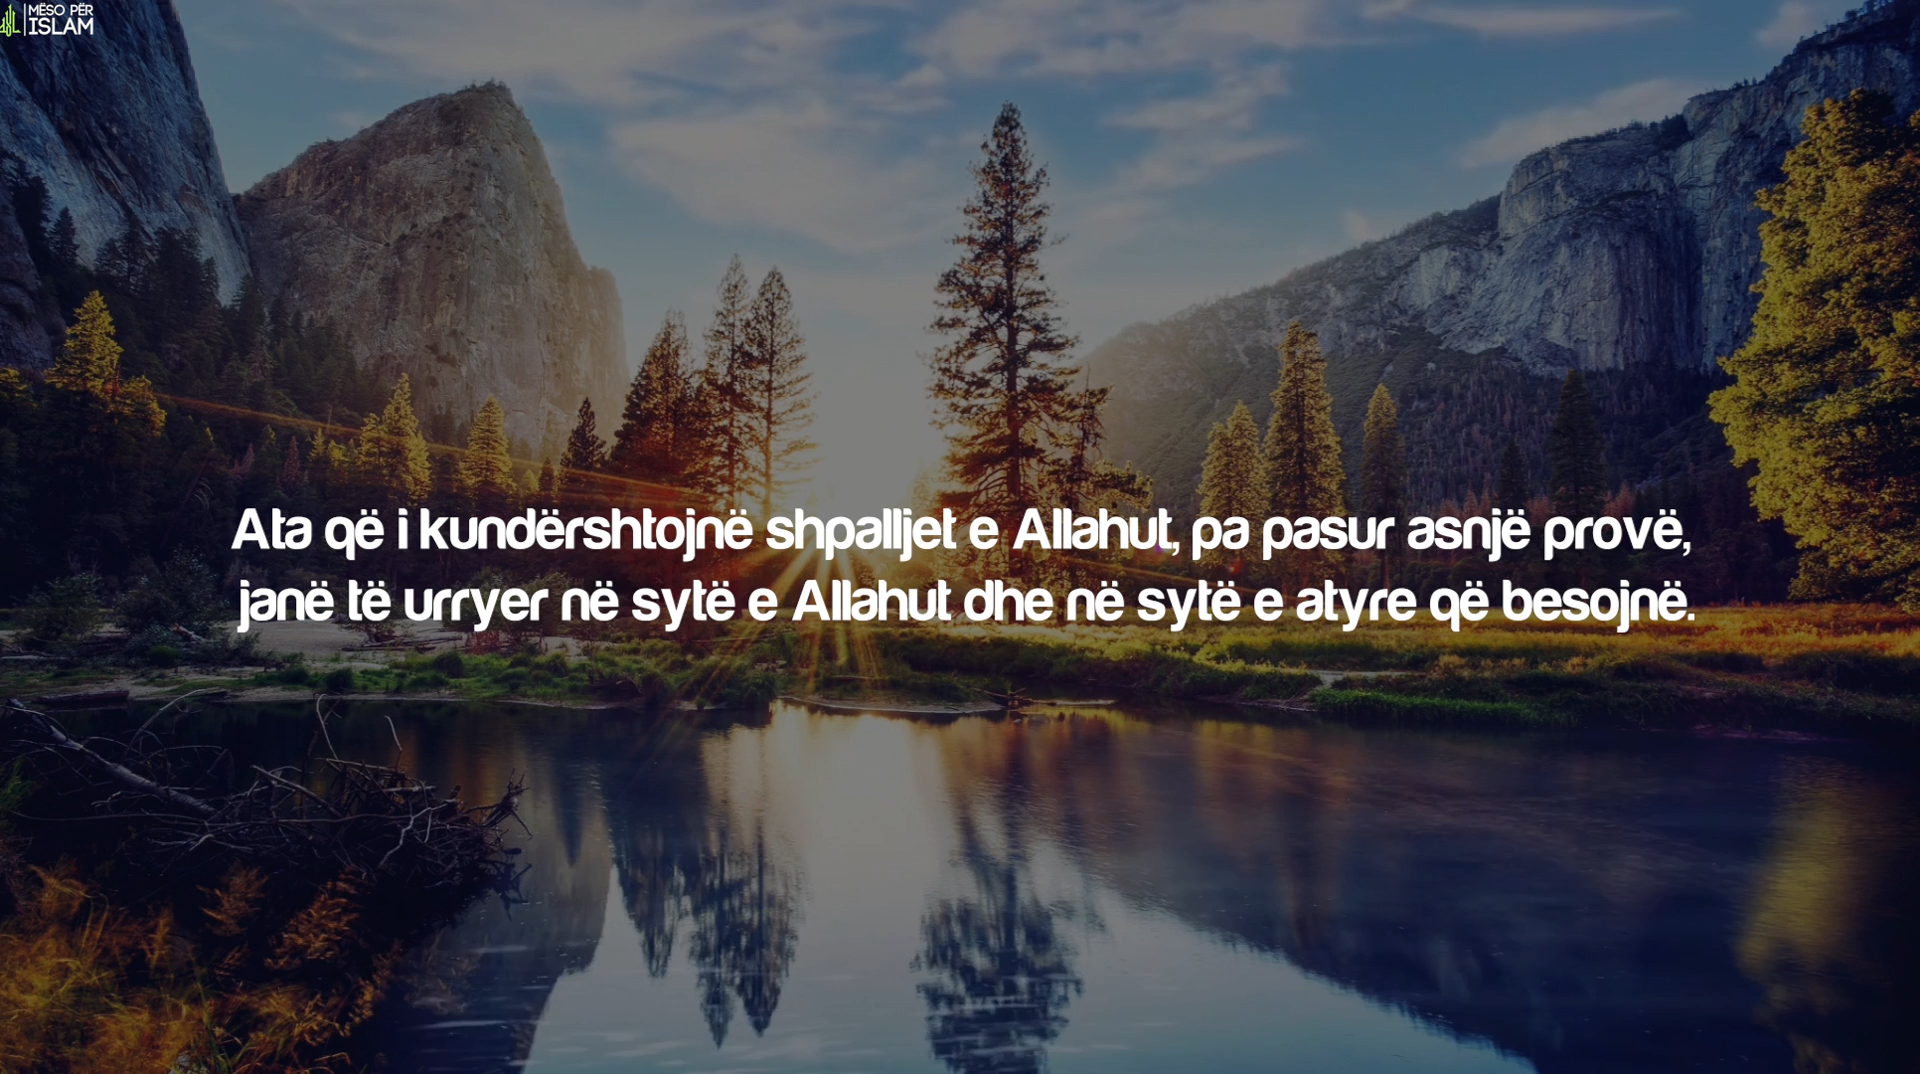 MËSO PËR
ISLAM
Ata që i kundërshtojnë shpalljet e Allahut, pa pasur asnjë provë,
janë të urryer në sytë e Allahut dhe në sytë e atyre që besojnë.